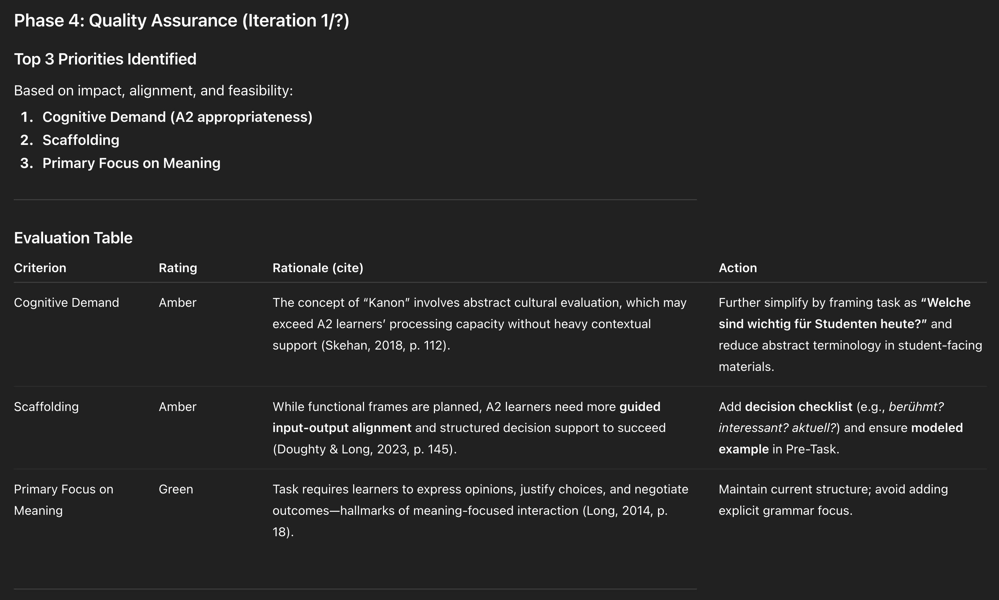 Phase 4: Quality Assurance (Iteration 1/?)
Top 3 Priorities Identified
Based on impact, alignment, and feasibility:
1. Cognitive Demand (A2 appropriateness)
2. Scaffolding
3. Primary Focus on Meaning
Evaluation Table
Criterion Rating Rationale (cite) Action
Cognitive Demand
Amber
The concept of “Kanon” involves abstract cultural evaluation, which may
exceed A2 learners’ processing capacity without heavy contextual
support (Skehan, 2018, p. 112).
Further simplify by framing task as “Welche
sind wichtig für Studenten heute?” and
reduce abstract terminology in student-facing
materials.
Scaffolding
Amber
While functional frames are planned, A2 learners need more guided
input-output alignment and structured decision support to succeed
(Doughty & Long, 2023, p. 145).
Add decision checklist (e.g., berühmt?
interessant? aktuell?) and ensure modeled
example in Pre-Task.
Primary Focus on
Meaning
Green
Task requires learners to express opinions, justify choices, and negotiate
outcomes—hallmarks of meaning-focused interaction (Long, 2014, p.
18).
Maintain current structure; avoid adding
explicit grammar focus.